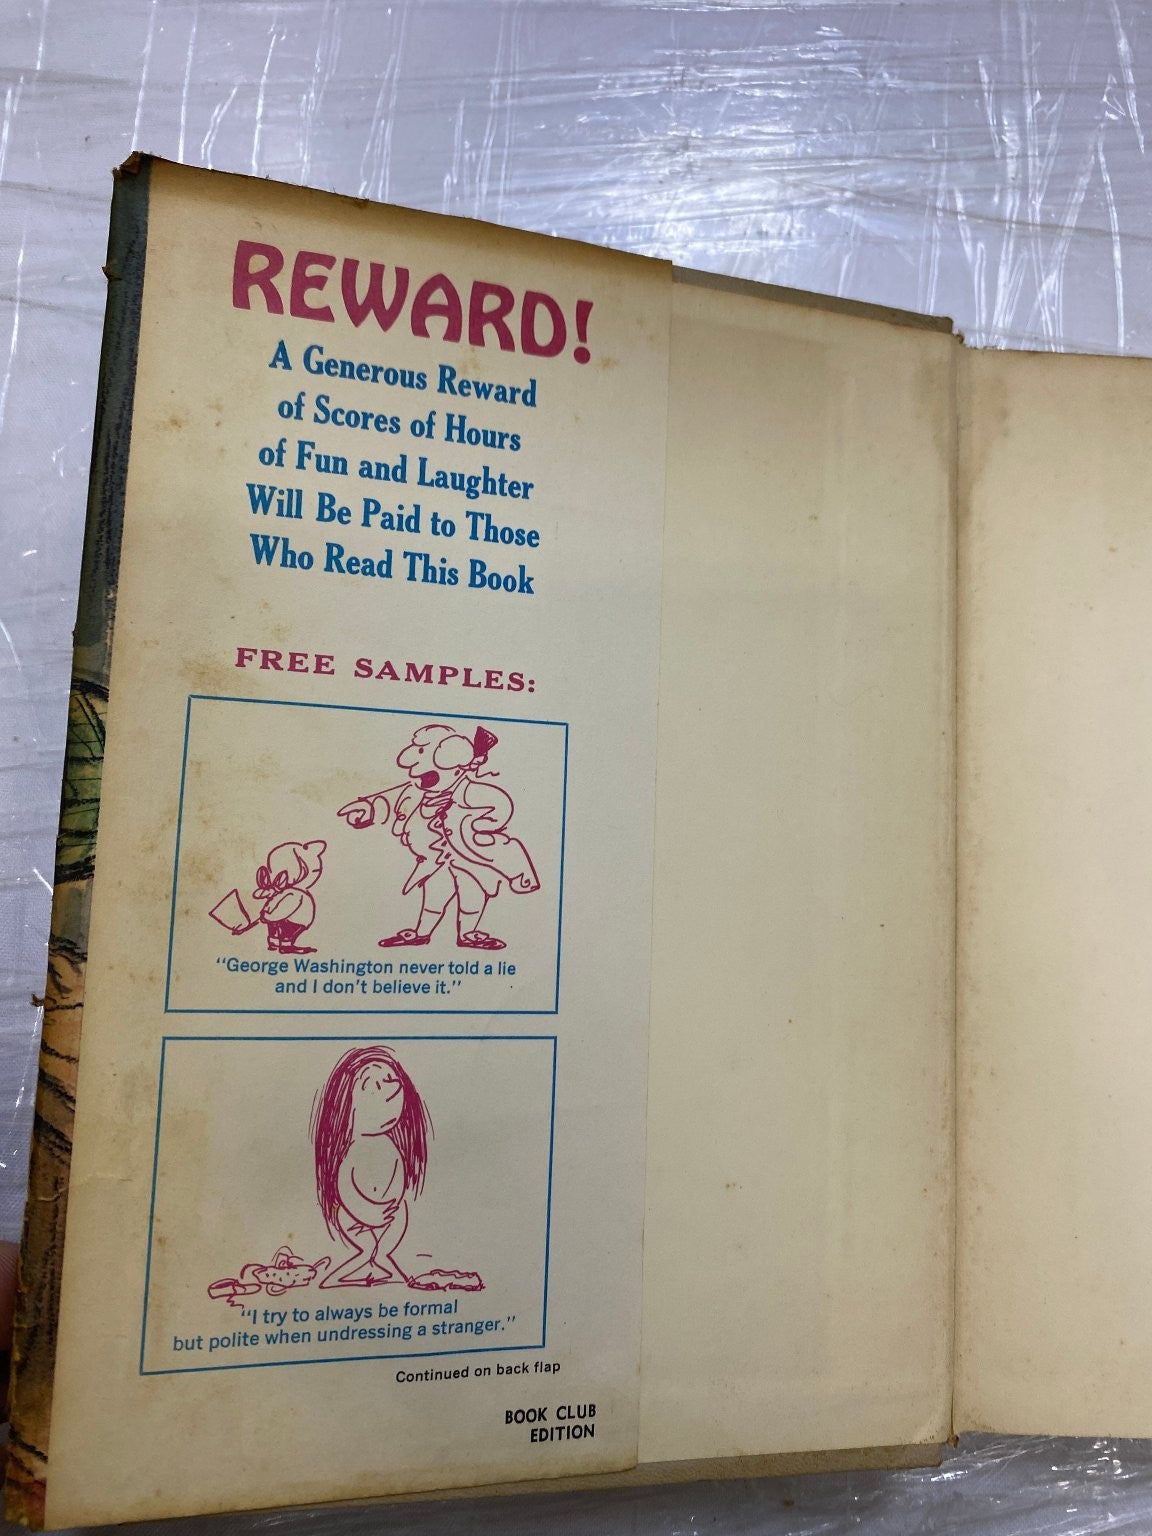 REWARD!
A Generous Reward
of Scores of Hours
of Fun and Laughter
Will Be Paid to Those
Who Read This Book
FREE SAMPLES:
"George Washington never told a lie
and I don't believe it."
"I try to always be formal
but polite when undressing a stranger."
Continued on back flap
BOOK CLUB
EDITION